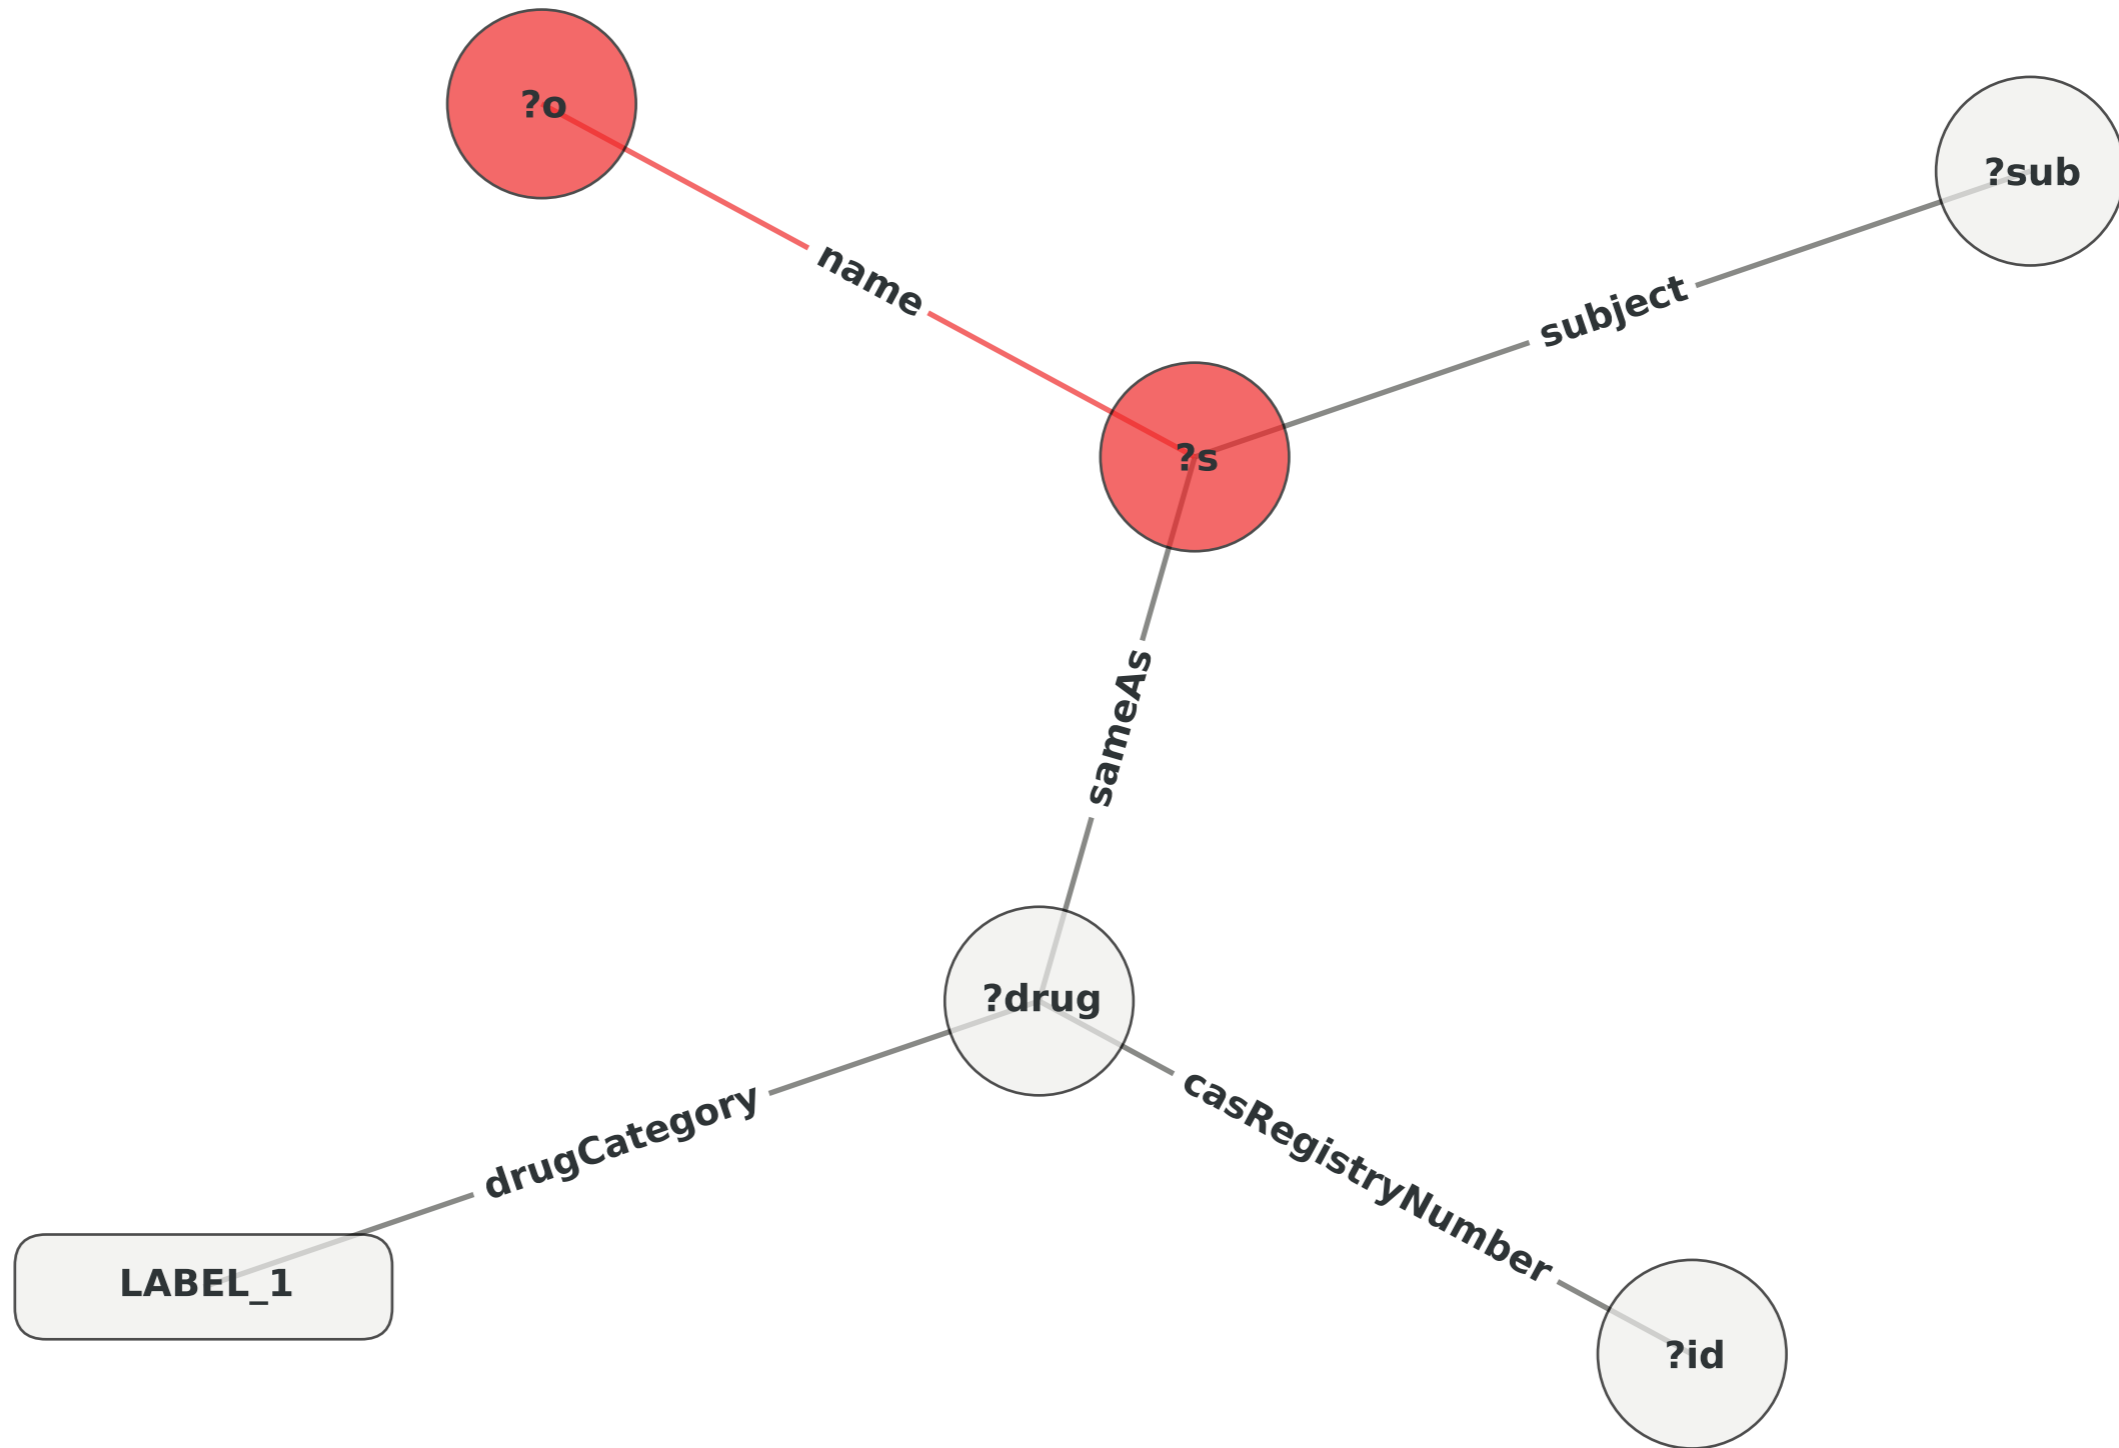 ?o
?sub
name
subject
?s
sameAs
?drug
casRegistryNumber
drugCategory
LABEL_1
?id